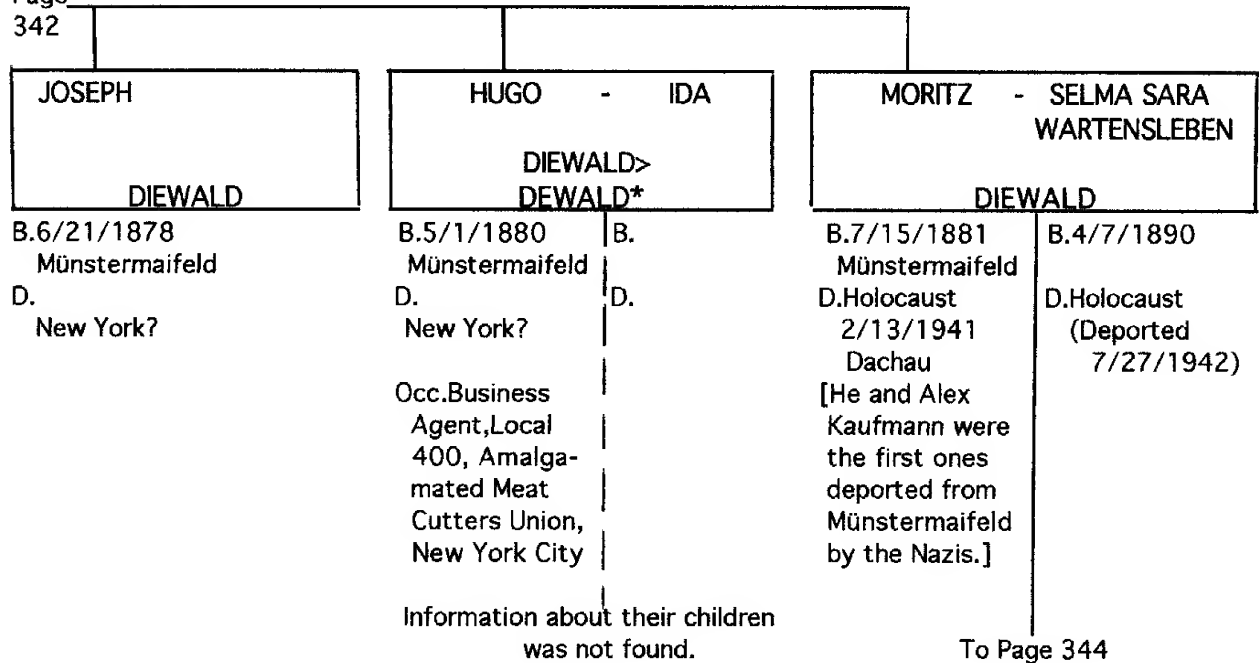 Page
342
JOSEPH
DIEWALD
B.6/21/1878
Münstermaifeld
D.
New York?
HUGO - IDA
DIEWALD>
DEWALD*
B.5/1/1880
Münstermaifeld
D.
New York?
Occ.Business
Agent,Local
400, Amalga-
mated Meat
Cutters Union,
New York City
B.
D.
Information about their children
was not found.
MORITZ - SELMA SARA
WARTENSLEBEN
DIEWALD
B.7/15/1881
Münstermaifeld
D.Holocaust
2/13/1941
Dachau
[He and Alex
Kaufmann were
the first ones
deported from
Münstermaifeld
by the Nazis.]
B.4/7/1890
D.Holocaust
(Deported
7/27/1942)
To Page 344